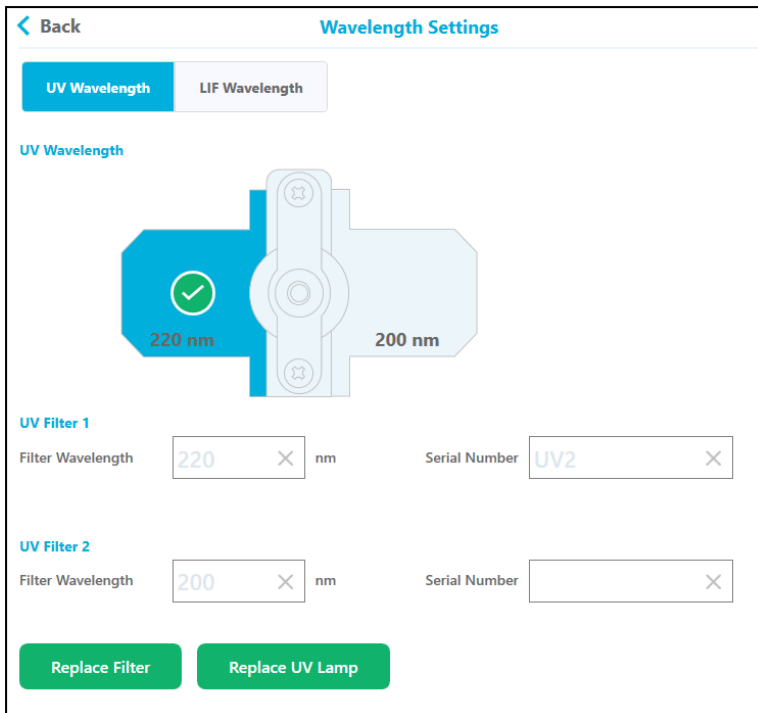 Back
Wavelength Settings
UV Wavelength
LIF Wavelength
UV Wavelength
220 nm
200 nm
UV Filter 1
Filter Wavelength 220 nm Serial Number UV2
UV Filter 2
Filter Wavelength 200 nm Serial Number
Replace Filter
Replace UV Lamp